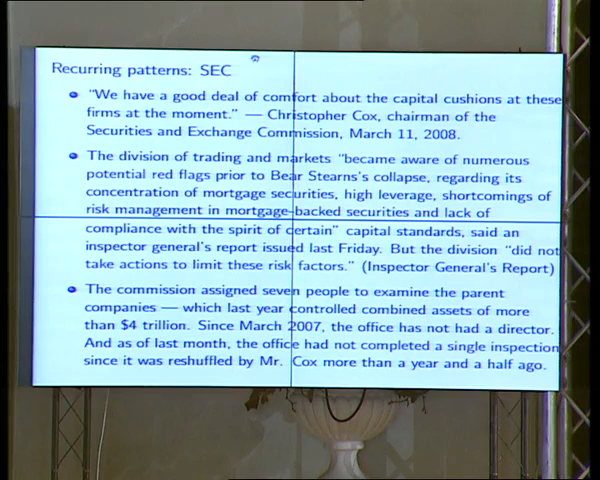 Recurring patterns: SEC
"We have a good deal of comfort about the capital cushions at these
firms at the moment." — Christopher Cox, chairman of the
Securities and Exchange Commission, March 11, 2008.
The division of trading and markets "became aware of numerous
potential red flags prior to Bear Stearns's collapse, regarding its
concentration of mortgage securities, high leverage, shortcomings of
risk management in mortgage-backed securities and lack of
compliance with the spirit of certain" capital standards, said an
inspector general's report issued last Friday. But the division "did not
take actions to limit these risk factors." (Inspector General's Report)
The commission assigned seven people to examine the parent
companies — which last year controlled combined assets of more
than $4 trillion. Since March 2007, the office has not had a director.
And as of last month, the office had not completed a single inspection
since it was reshuffled by Mr. Cox more than a year and a half ago.